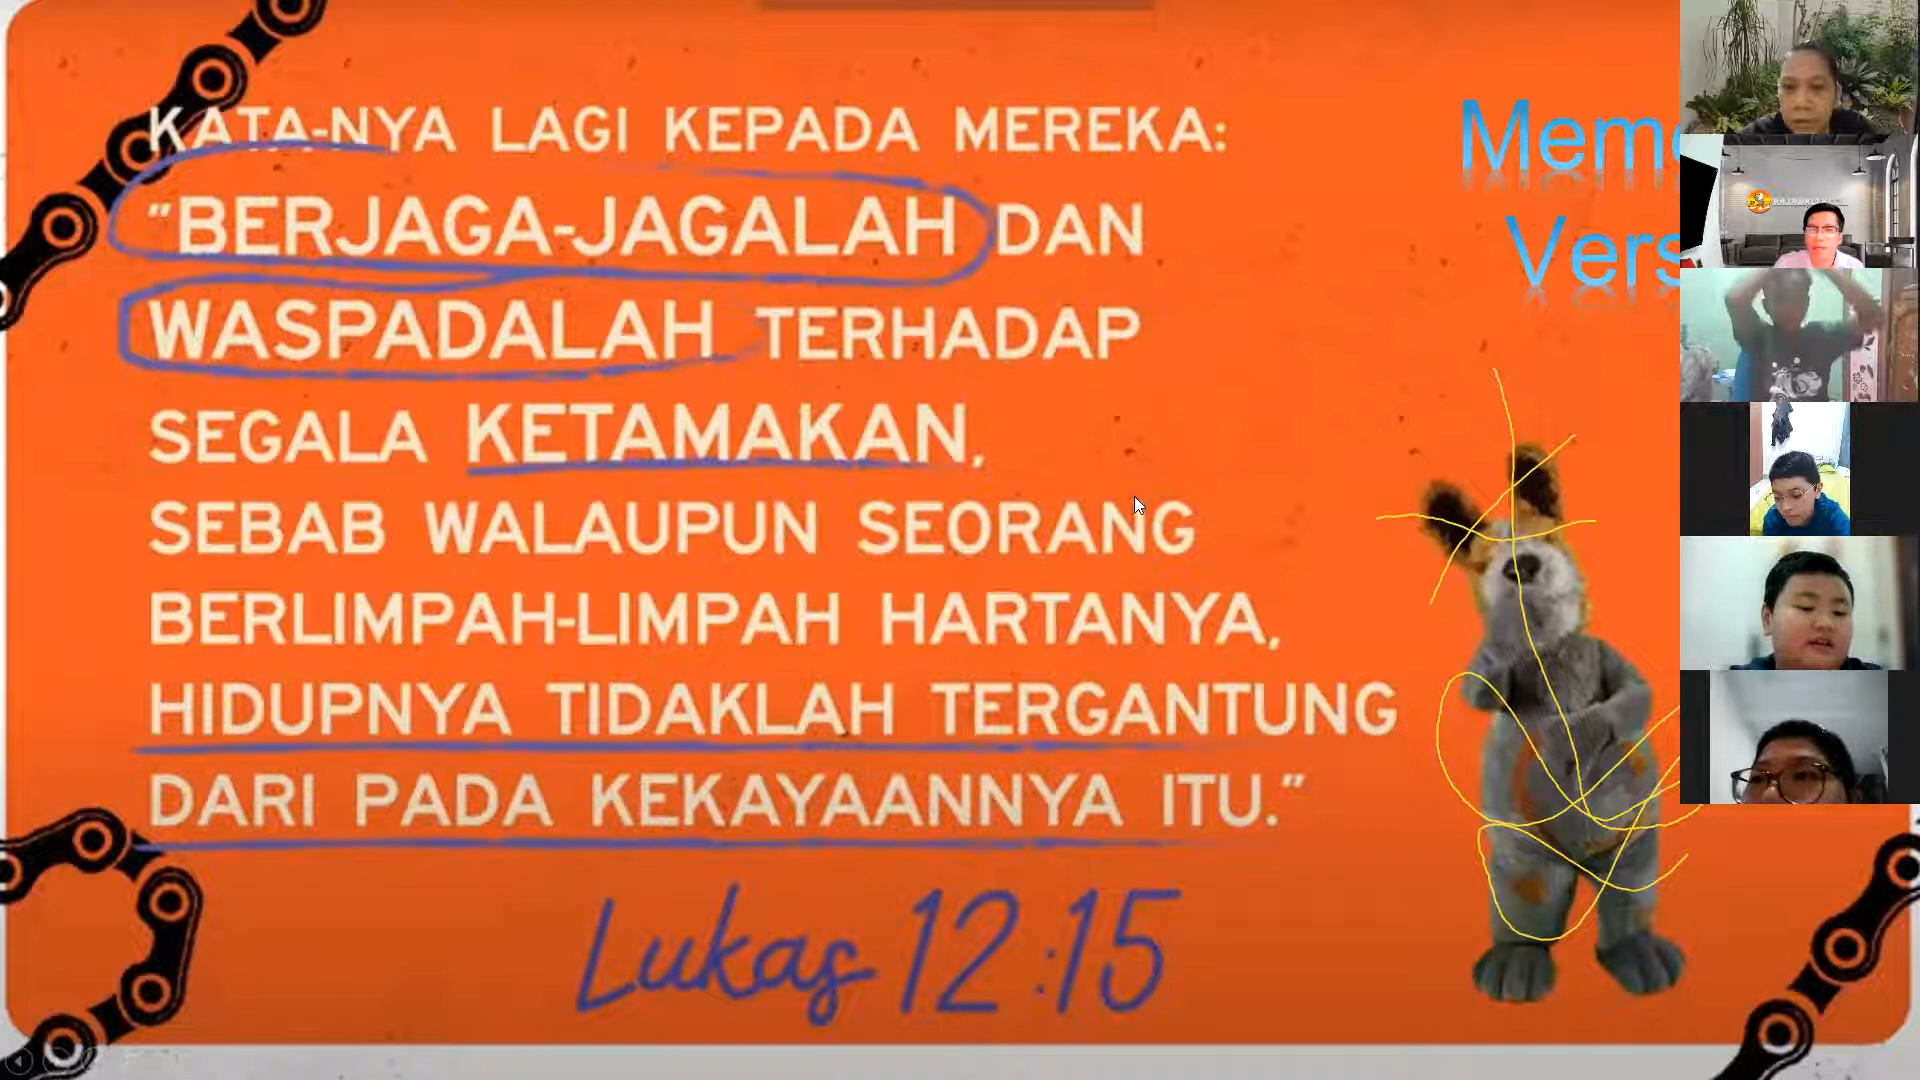 KATA-NYA LAGI KEPADA MEREKA:
"BERJAGA-JAGALAH DAN
WASPADALAH TERHADAP
SEGALA KETAMAKAN,
SEBAB WALAUPUN SEORANG
BERLIMPAH-LIMPAH HARTANYA,
HIDUPNYA TIDAKLAH TERGANTUNG
DARI PADA KEKAYAANNYA ITU."
Lukas 12:15